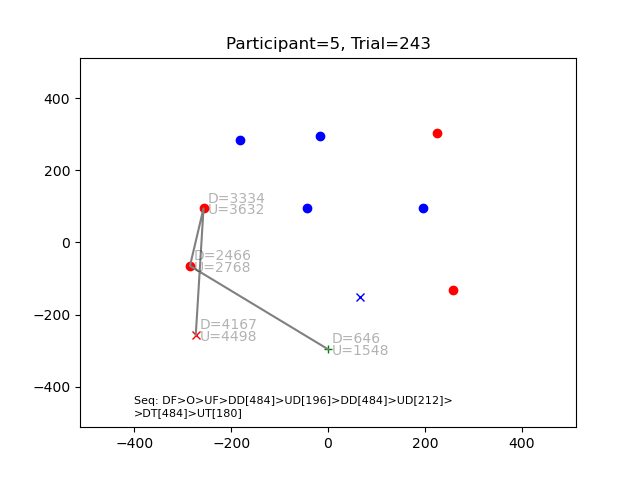 Participant=5, Trial=243
400
200
0
−200
−400
D=3334
U=3632
D=2466
U=2768
D=4167
U=4498
D=646
U=1548
Seq: DF>O>UF>DD[484]>UD[196]>DD[484]>UD[212]>
>DT[484]>UT[180]
−400
−200
0
200
400